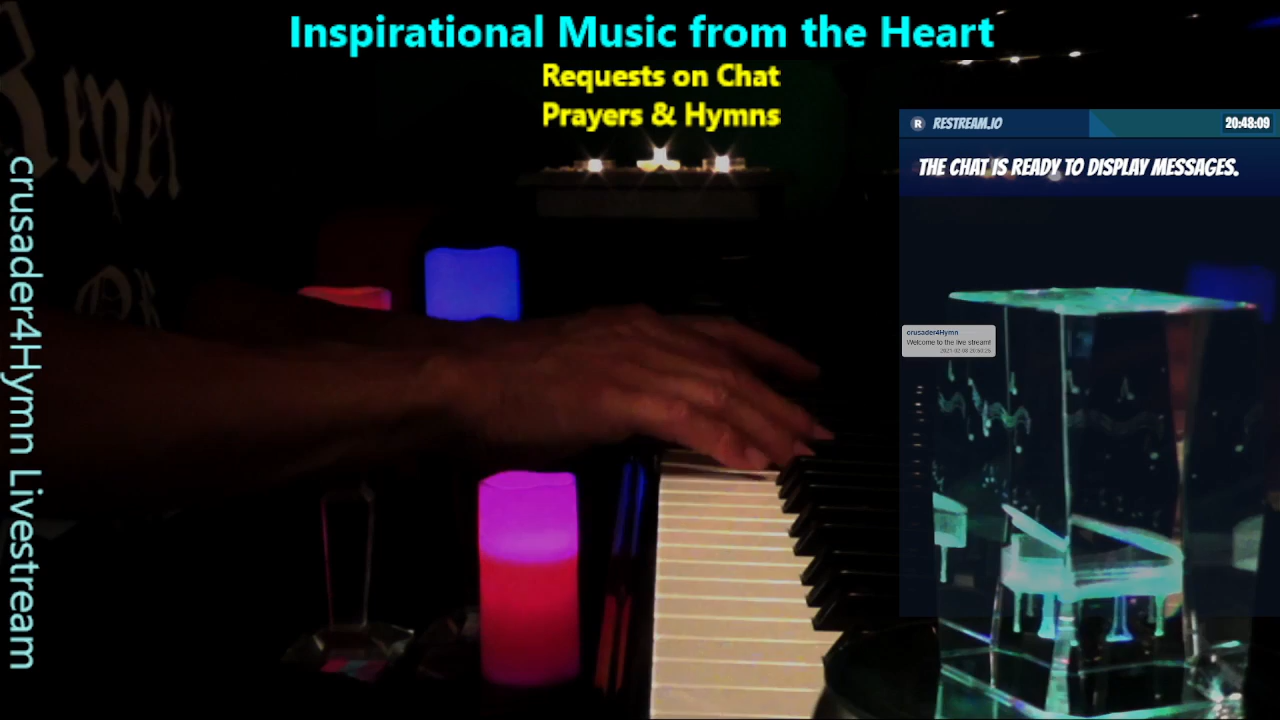 Inspirational Music from the Heart
Requests on Chat
Prayers & Hymns
R RESTREAM.IO 20:48:09
THE CHAT IS READY TO DISPLAY MESSAGES.
crusader4Hymn
Welcome to the live stream!
crusader4Hymn Livestream